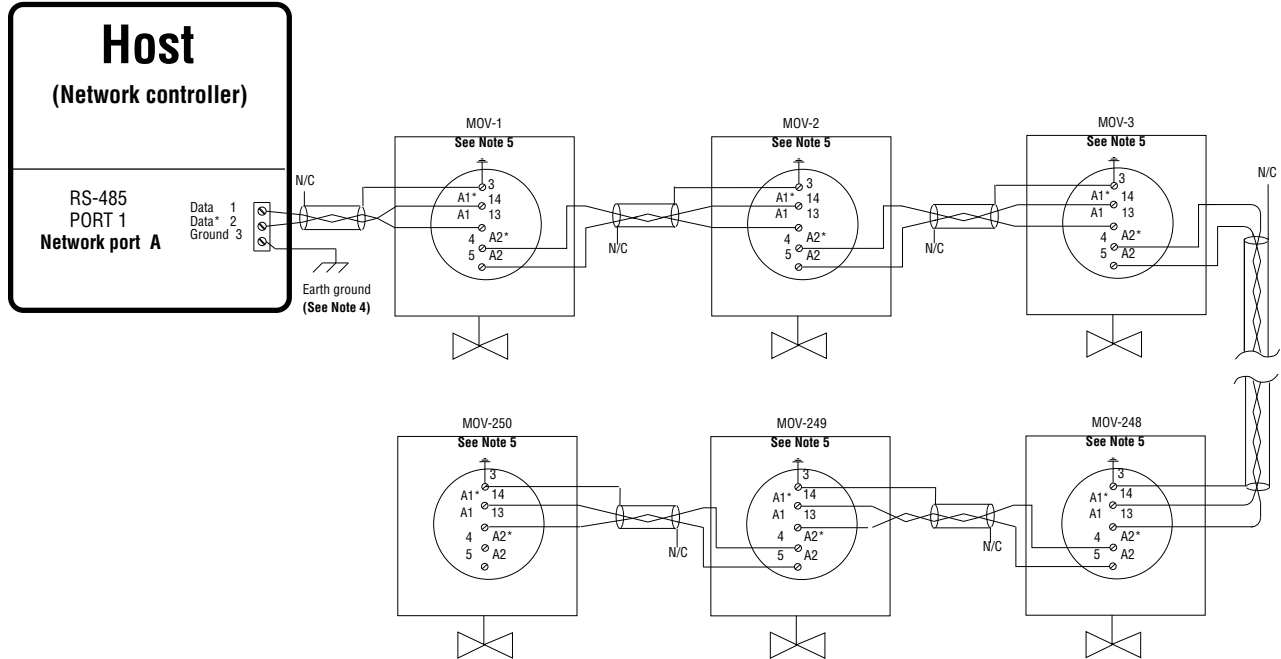 Host
(Network controller)
RS-485
PORT 1
Network port A
Data 1
Data* 2
Ground 3
N/C
Earth ground
(See Note 4)
MOV-1
See Note 5
3
A1* 14
A1 13
4 A2*
5 A2
N/C
MOV-2
See Note 5
3
A1* 14
A1 13
4 A2*
5 A2
N/C
MOV-3
See Note 5
3
A1* 14
A1 13
4 A2*
5 A2
N/C
MOV-250
See Note 5
3
A1* 14
A1 13
4 A2*
5 A2
N/C
MOV-249
See Note 5
3
A1* 14
A1 13
4 A2*
5 A2
N/C
MOV-248
See Note 5
3
A1* 14
A1 13
4 A2*
5 A2